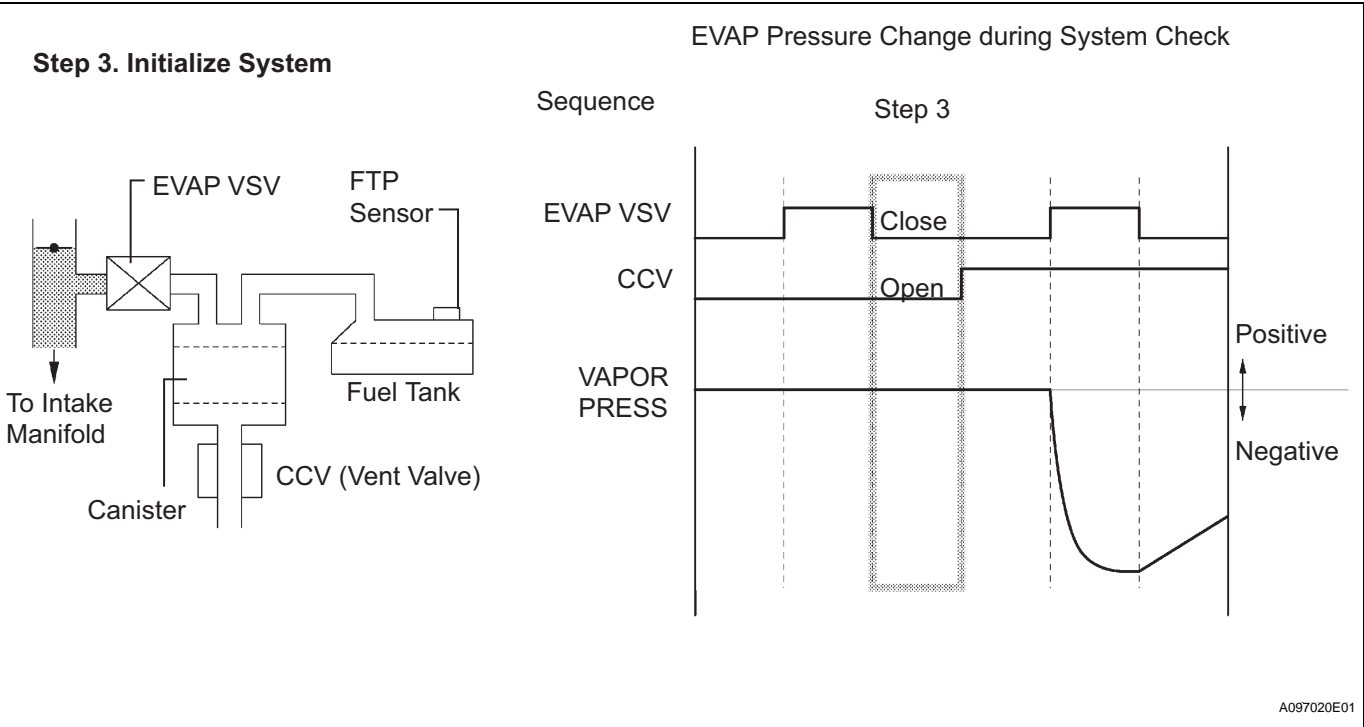 Step 3. Initialize System
EVAP VSV
FTP
Sensor
To Intake
Manifold
Fuel Tank
CCV (Vent Valve)
Canister
EVAP Pressure Change during System Check
Sequence
Step 3
EVAP VSV
Close
CCV
Open
VAPOR
PRESS
Positive
Negative
A097020E01